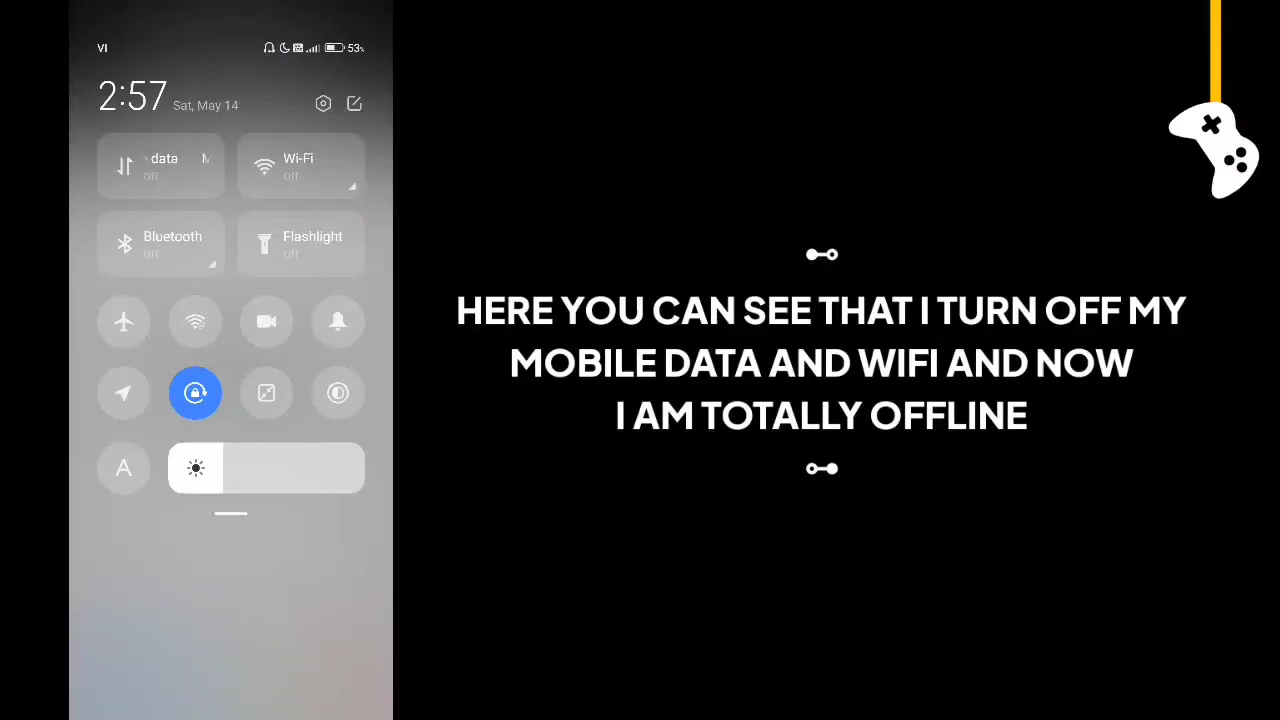 VI
53%
2:57 Sat, May 14
data M
Off
Wi-Fi
Off
Bluetooth
Off
Flashlight
Off
A
HERE YOU CAN SEE THAT I TURN OFF MY
MOBILE DATA AND WIFI AND NOW
I AM TOTALLY OFFLINE